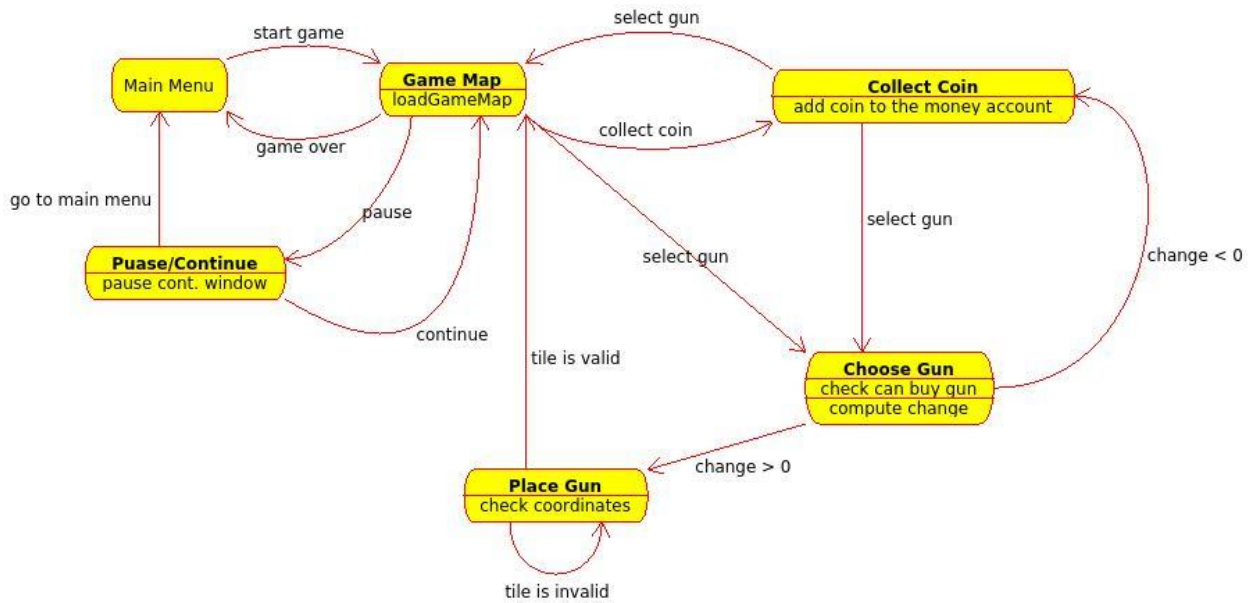 select gun
start game
Main Menu
Game Map
loadGameMap
Collect Coin
add coin to the money account
collect coin
game over
go to main menu
pause
select gun
select gun
change < 0
Puase/Continue
pause cont. window
continue
tile is valid
Choose Gun
check can buy gun
compute change
change > 0
Place Gun
check coordinates
tile is invalid